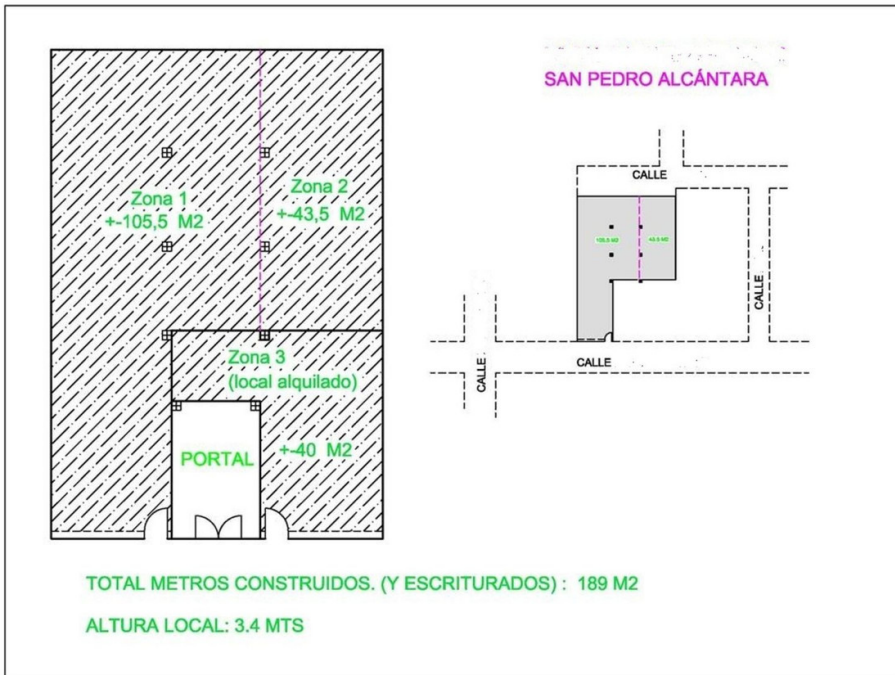 SAN PEDRO ALCÁNTARA
Zona 1
+-105,5 M2
Zona 2
+-43,5 M2
Zona 3
(local alquilado)
+-40 M2
PORTAL
CALLE
105,5 M2
43,5 M2
CALLE
CALLE
CALLE
TOTAL METROS CONSTRUIDOS. (Y ESCRITURADOS) : 189 M2
ALTURA LOCAL: 3.4 MTS